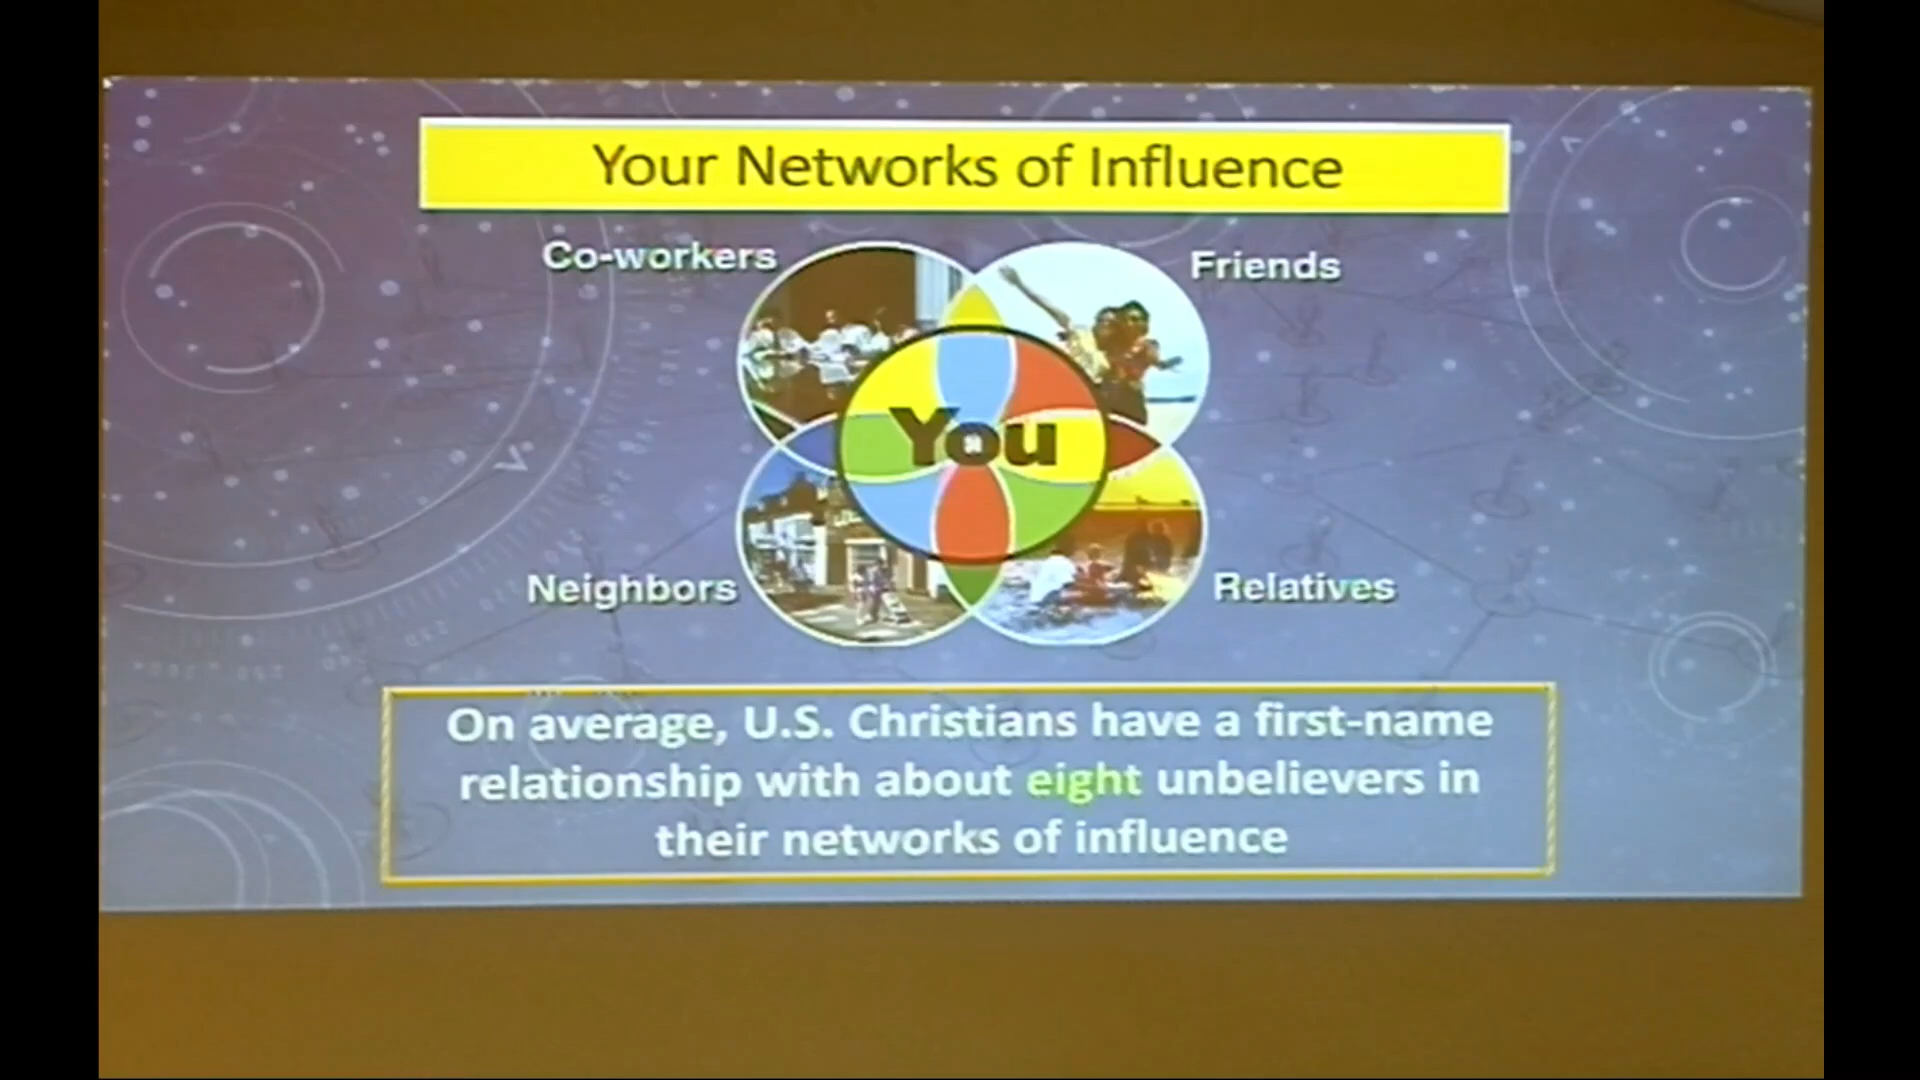 Your Networks of Influence
Co-workers
Friends
You
Neighbors
Relatives
On average, U.S. Christians have a first-name
relationship with about eight unbelievers in
their networks of influence